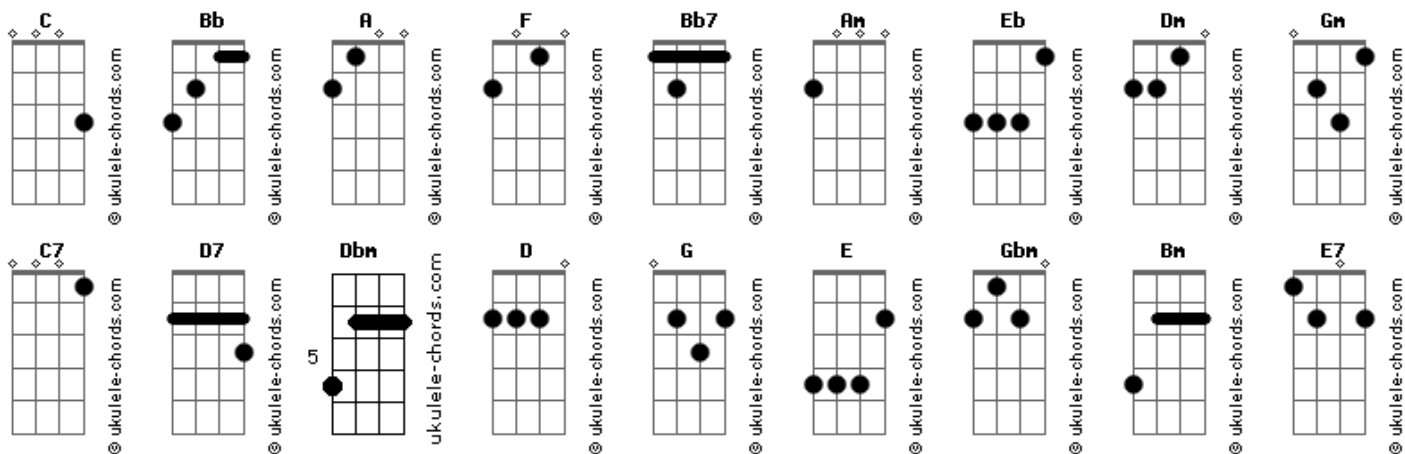 C Bb A F Bb7 Am Eb Dm Gm
© ukulele-chords.com © ukulele-chords.com © ukulele-chords.com © ukulele-chords.com © ukulele-chords.com © ukulele-chords.com © ukulele-chords.com © ukulele-chords.com © ukulele-chords.com
C7 D7 Dbm D G E Gbm Bm E7
5
© ukulele-chords.com © ukulele-chords.com ukulele-chords.com © ukulele-chords.com © ukulele-chords.com © ukulele-chords.com © ukulele-chords.com © ukulele-chords.com © ukulele-chords.com